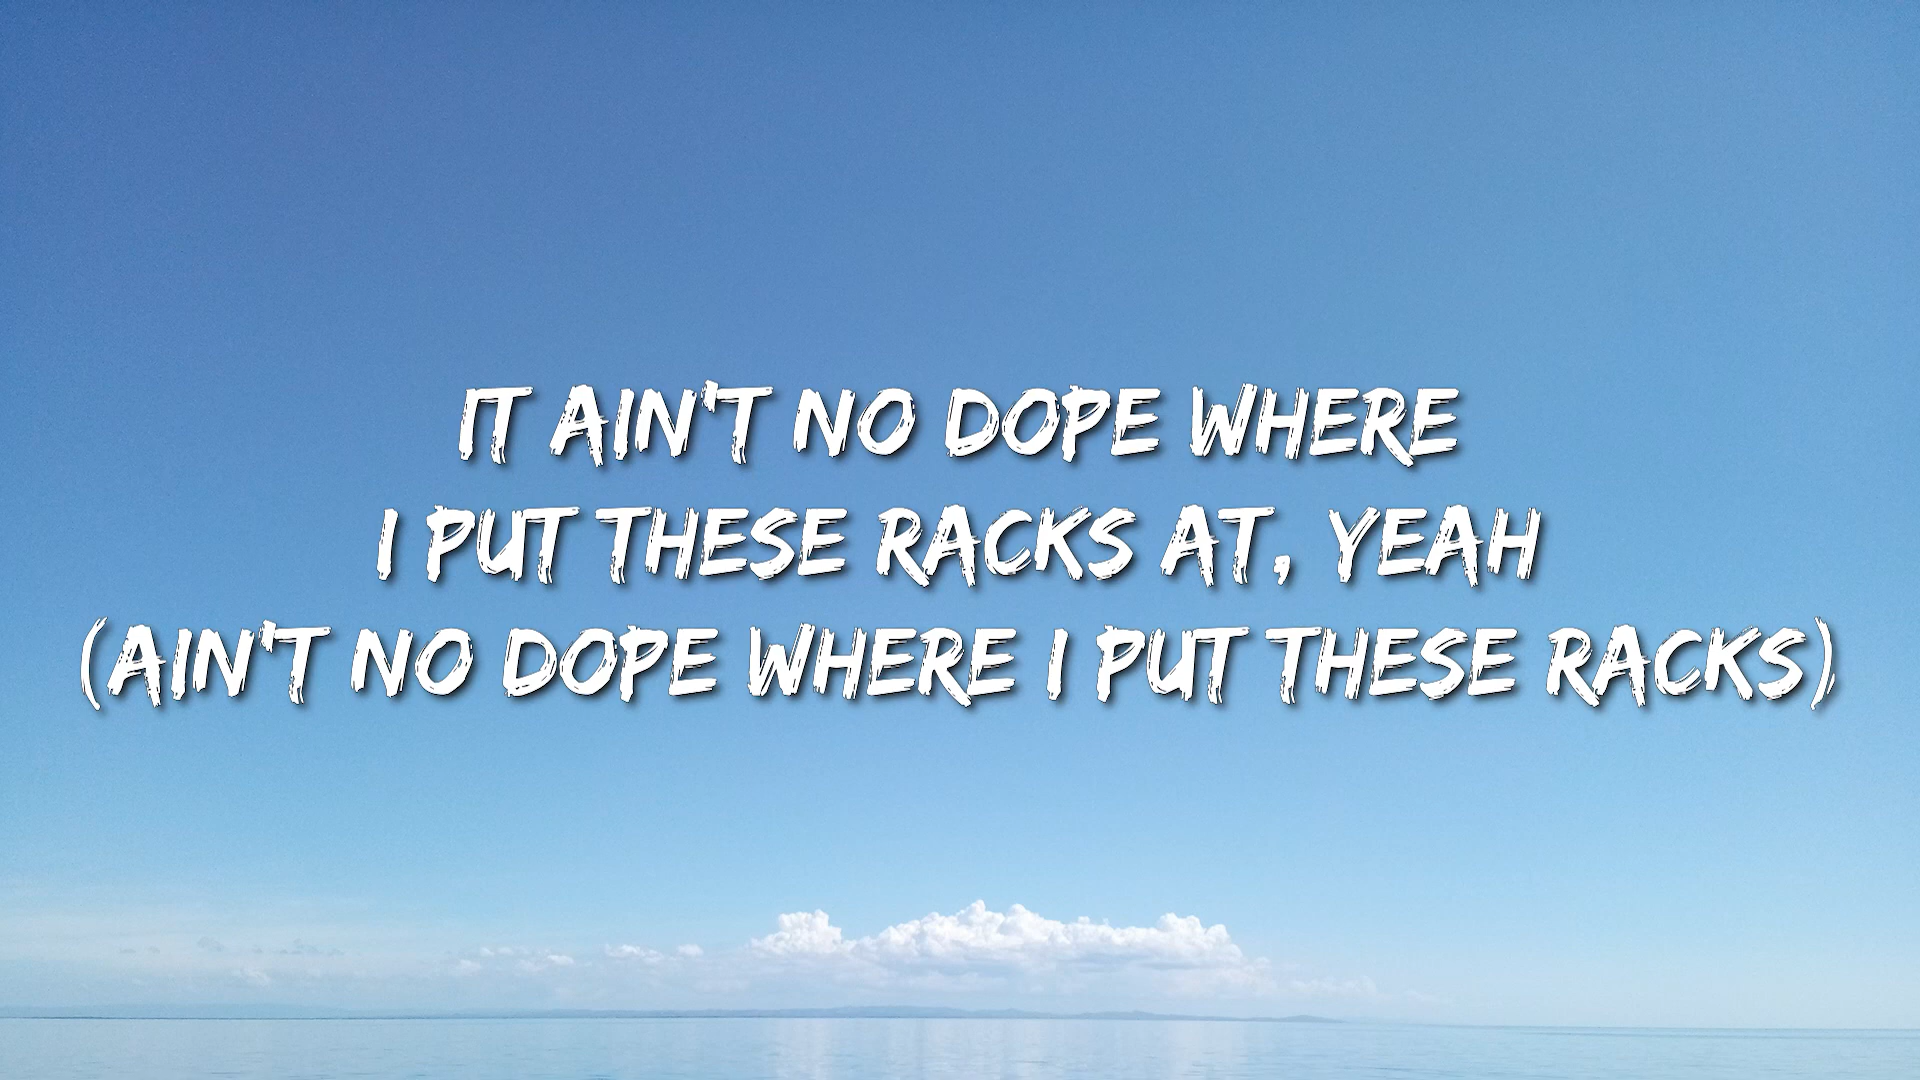 IT AIN'T NO DOPE WHERE
I PUT THESE RACKS AT, YEAH
(AIN'T NO DOPE WHERE I PUT THESE RACKS)